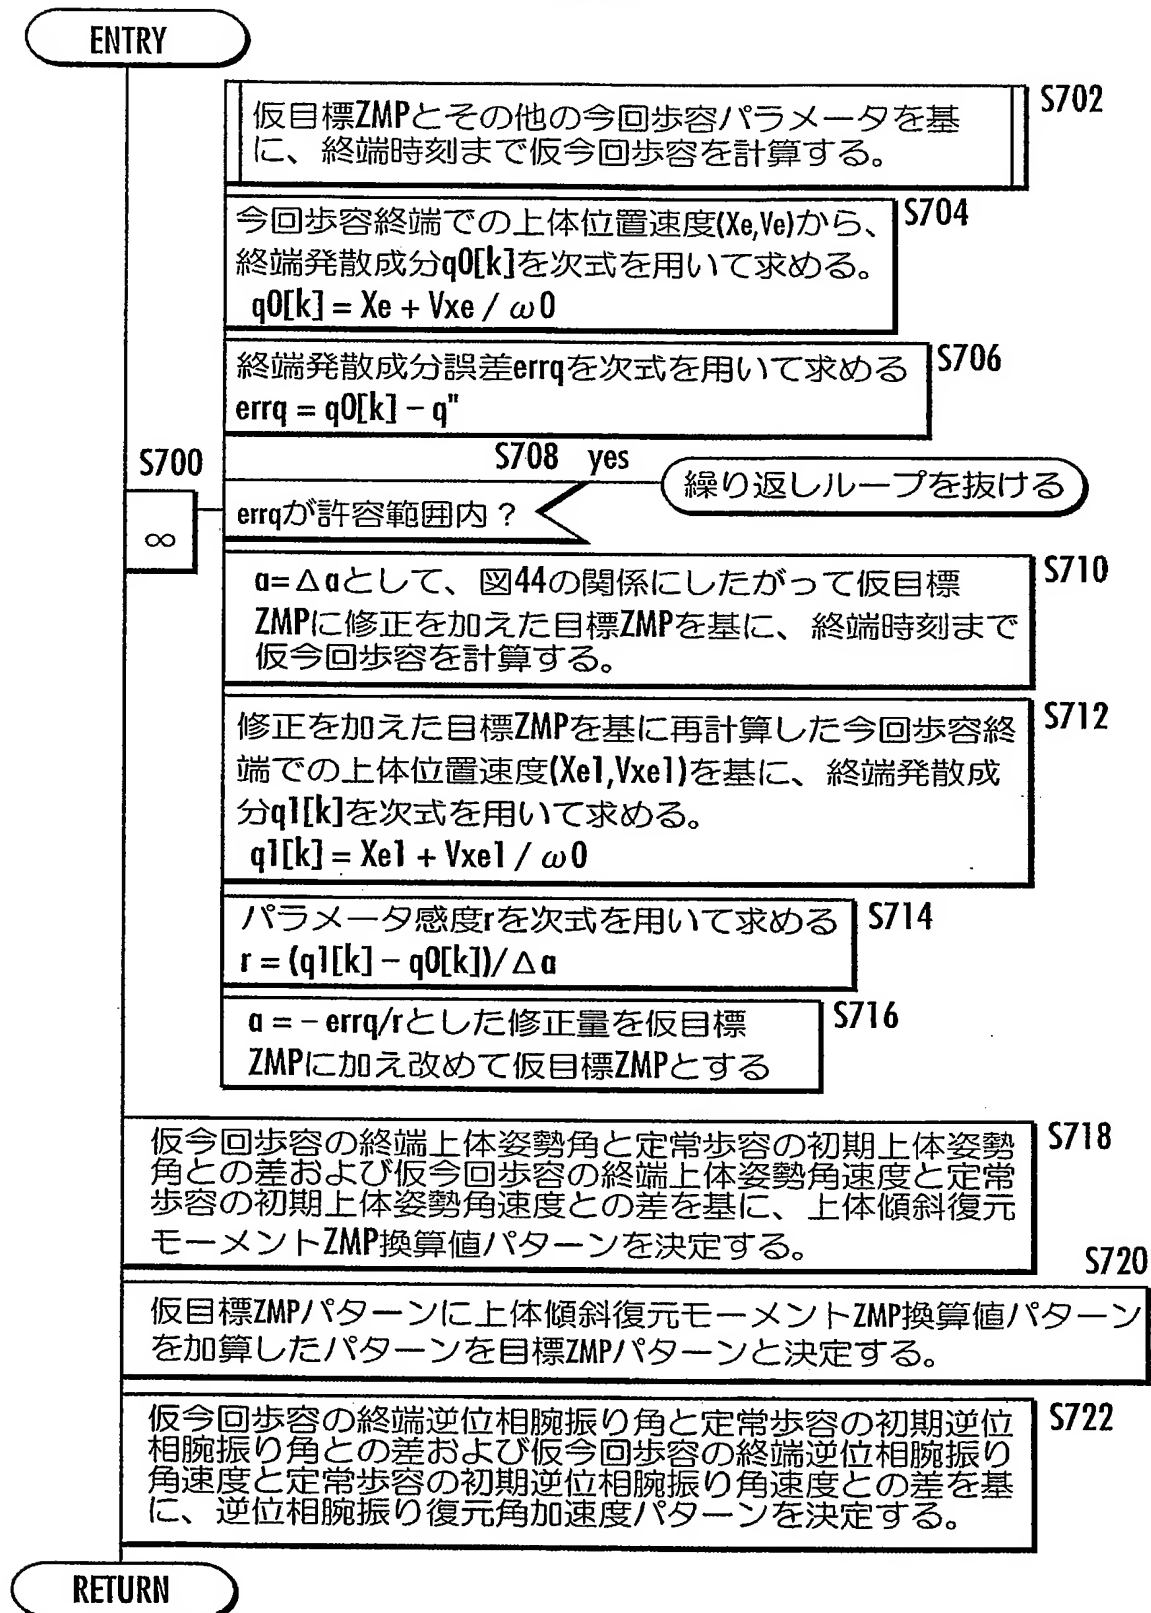 ENTRY
S702
仮目標ZMPとその他の今回歩容パラメータを基
に、終端時刻まで仮今回歩容を計算する。
S704
今回歩容終端での上体位置速度(Xe,Ve)から、
終端発散成分q0[k]を次式を用いて求める。
q0[k] = Xe + Vxe / ω0
S706
終端発散成分誤差errqを次式を用いて求める
errq = q0[k] − q"
S700
∞
S708 yes
errqが許容範囲内？
繰り返しループを抜ける
S710
a=Δaとして、図44の関係にしたがって仮目標
ZMPに修正を加えた目標ZMPを基に、終端時刻まで
仮今回歩容を計算する。
S712
修正を加えた目標ZMPを基に再計算した今回歩容終
端での上体位置速度(Xe1,Vxe1)を基に、終端発散成
分q1[k]を次式を用いて求める。
q1[k] = Xe1 + Vxe1 / ω0
S714
パラメータ感度rを次式を用いて求める
r = (q1[k] − q0[k])/Δa
S716
a = − errq/rとした修正量を仮目標
ZMPに加え改めて仮目標ZMPとする
S718
仮今回歩容の終端上体姿勢角と定常歩容の初期上体姿勢
角との差および仮今回歩容の終端上体姿勢角速度と定常
歩容の初期上体姿勢角速度との差を基に、上体傾斜復元
モーメントZMP換算値パターンを決定する。
S720
仮目標ZMPパターンに上体傾斜復元モーメントZMP換算値パターン
を加算したパターンを目標ZMPパターンと決定する。
S722
仮今回歩容の終端逆位相腕振り角と定常歩容の初期逆位
相腕振り角との差および仮今回歩容の終端逆位相腕振り
角速度と定常歩容の初期逆位相腕振り角速度との差を基
に、逆位相腕振り復元角加速度パターンを決定する。
RETURN